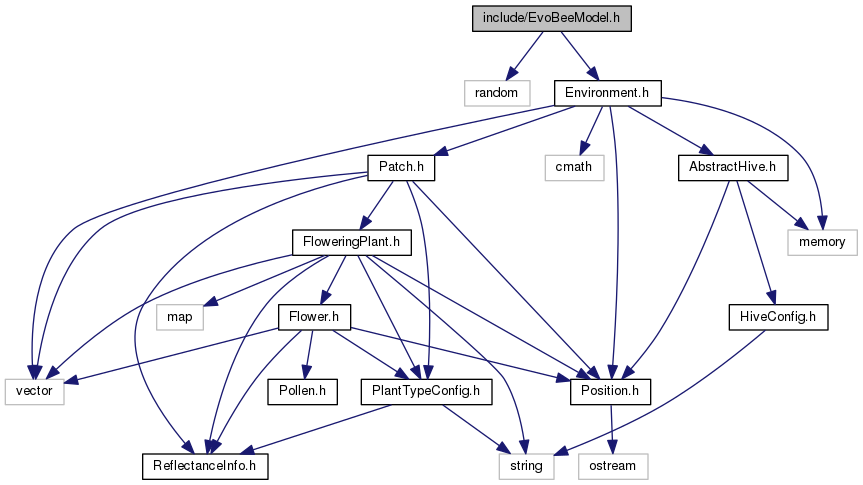 include/EvoBeeModel.h
random
Environment.h
Patch.h
cmath
AbstractHive.h
FloweringPlant.h
memory
map
Flower.h
HiveConfig.h
vector
Pollen.h
PlantTypeConfig.h
Position.h
ReflectanceInfo.h
string
ostream